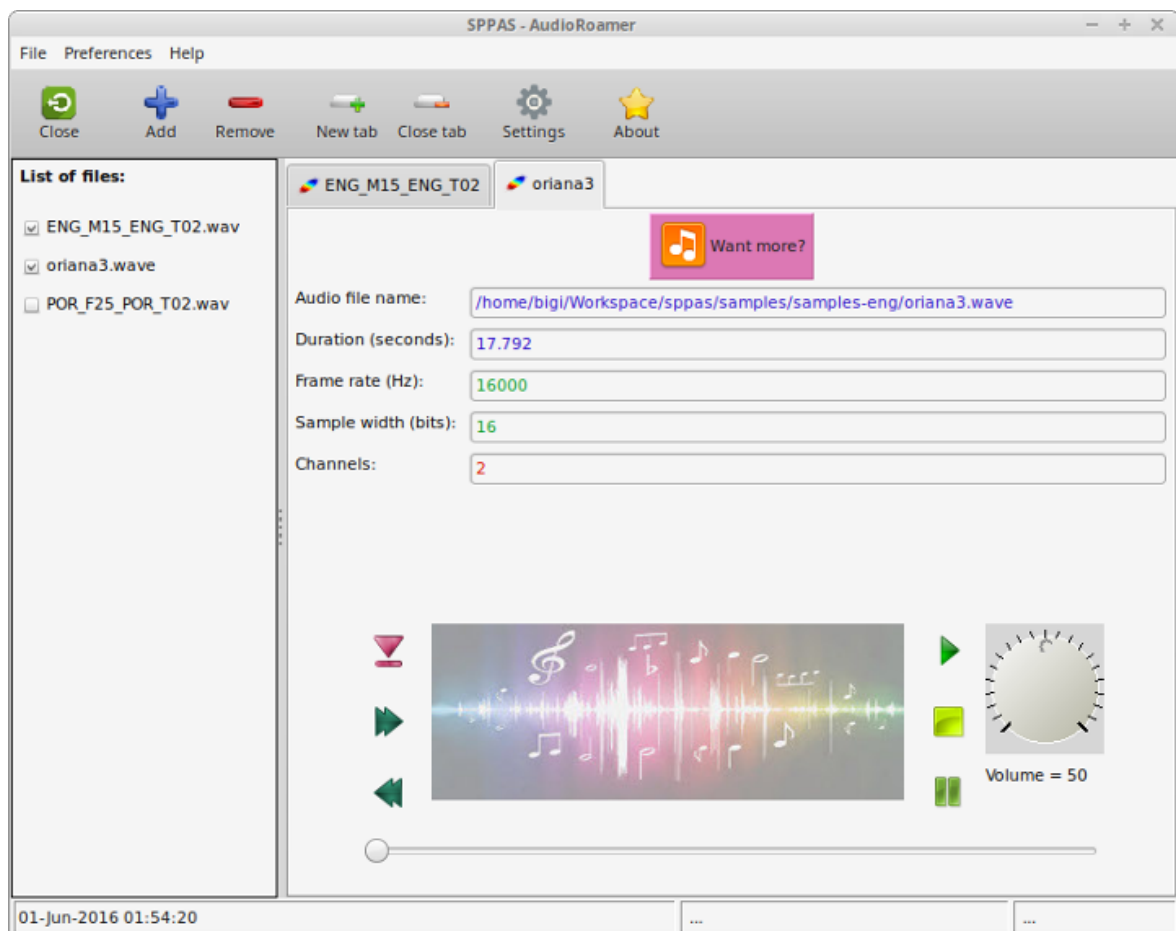 SPPAS - AudioRoamer
File Preferences Help
Close Add Remove New tab Close tab Settings About
List of files:
ENG_M15_ENG_T02.wav
oriana3.wave
POR_F25_POR_T02.wav
ENG_M15_ENG_T02 oriana3
Want more?
Audio file name: /home/bigi/Workspace/sppas/samples/samples-eng/oriana3.wave
Duration (seconds): 17.792
Frame rate (Hz): 16000
Sample width (bits): 16
Channels: 2
Volume = 50
01-Jun-2016 01:54:20 ... ...